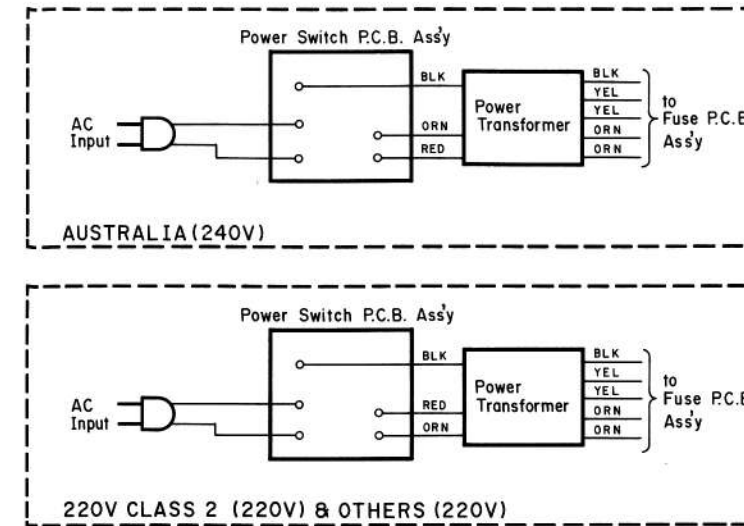 Power Switch P.C.B. Ass'y
AC
Input
BLK
ORN
RED
Power
Transformer
BLK
YEL
YEL
ORN
ORN
to
Fuse P.C.B
Ass'y
AUSTRALIA (240V)
Power Switch P.C.B. Ass'y
AC
Input
BLK
RED
ORN
Power
Transformer
BLK
YEL
YEL
ORN
ORN
to
Fuse P.C.B
Ass'y
220V CLASS 2 (220V) & OTHERS (220V)